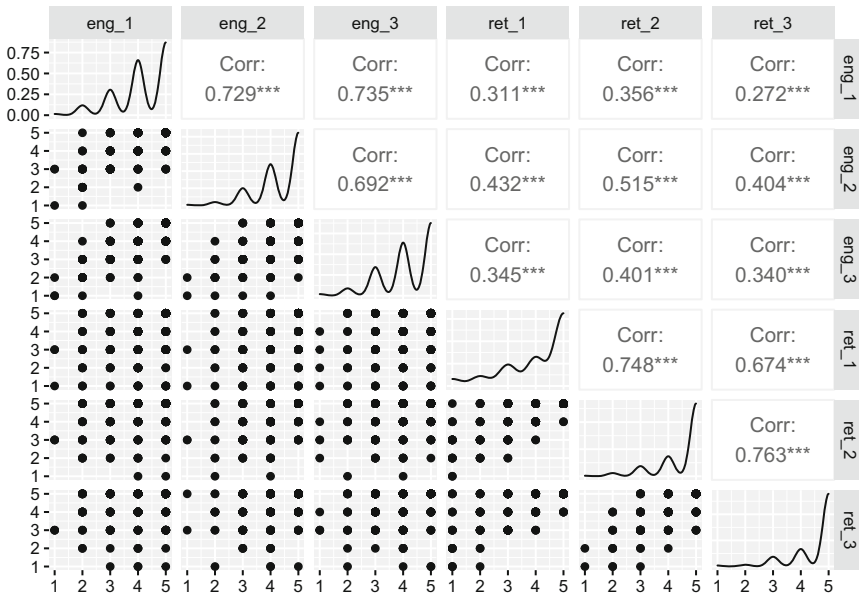 eng_1 eng_2 eng_3 ret_1 ret_2 ret_3
0.75
0.50
0.25
0.00
Corr: Corr: Corr: Corr: Corr:
0.729*** 0.735*** 0.311*** 0.356*** 0.272***
eng_1
5
4
3
2
1
Corr: Corr: Corr: Corr:
0.692*** 0.432*** 0.515*** 0.404***
eng_2
5
4
3
2
1
Corr: Corr: Corr:
0.345*** 0.401*** 0.340***
eng_3
5
4
3
2
1
Corr: Corr:
0.748*** 0.674***
ret_1
5
4
3
2
1
Corr:
0.763***
ret_2
5
4
3
2
1
ret_3
1 2 3 4 5 1 2 3 4 5 1 2 3 4 5 1 2 3 4 5 1 2 3 4 5 1 2 3 4 5